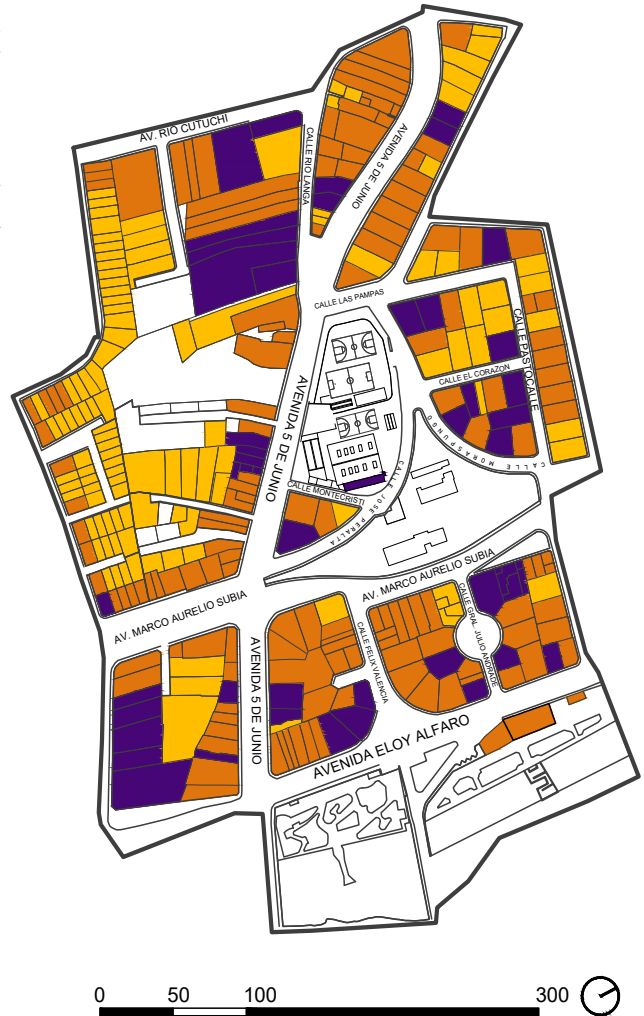 AV. RIO CUTUCHI
CALLE RIO LANGA
AVENIDA 5 DE JUNIO
CALLE LAS PAMPAS
CALLE PASTOCALLE
CALLE EL CORAZON
AVENIDA 5 DE JUNIO
CALLE MORASPUNGO
CALLE MONTECRISTI
CALLE JOSE PERALTA
AV. MARCO AURELIO SUBIA
AV. MARCO AURELIO SUBIA
CALLE GRAL. JULIO ANDRADE
CALLE FELIX VALENCIA
AVENIDA 5 DE JUNIO
AVENIDA ELOY ALFARO
0 50 100 300